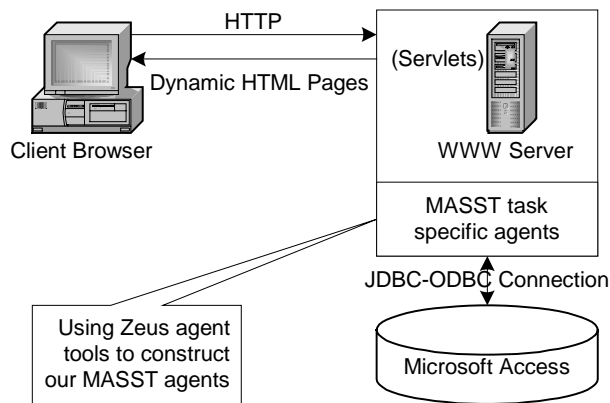 HTTP
(Servlets)
Dynamic HTML Pages
Client Browser
WWW Server
MASST task
specific agents
JDBC-ODBC Connection
Using Zeus agent
tools to construct
our MASST agents
Microsoft Access